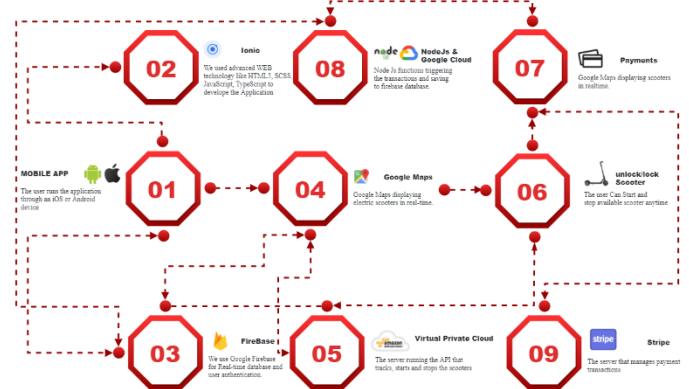 02
Ionic
We used advanced WEB
technology like HTML5, SCSS,
JavaScript, TypeScript to
develope the Application
08
node
NodeJs &
Google Cloud
Node Js functions triggering
the transactions and saving
to firebase database.
07
Payments
Google Maps displaying scooters
in realtime.
MOBILE APP
The user runs the application
through an iOS or Android
device
01
04
Google Maps
Google Maps displaying
electric scooters in real-time.
06
unlock/lock
Scooter
The user Can Start and
stop available scooter anytime
03
FireBase
We use Google Firebase
for Real-time database and
user authentication.
05
amazon
Virtual Private Cloud
The server running the API that
tracks, starts and stops the scooters
09
stripe
Stripe
The server that manages payment
transactions